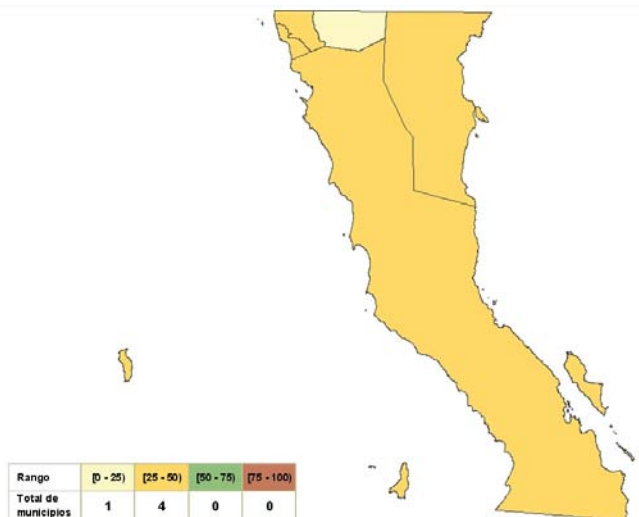 Rango [0 - 25) [25 - 50) [50 - 75) [75 - 100)
Total de municipios 1 4 0 0